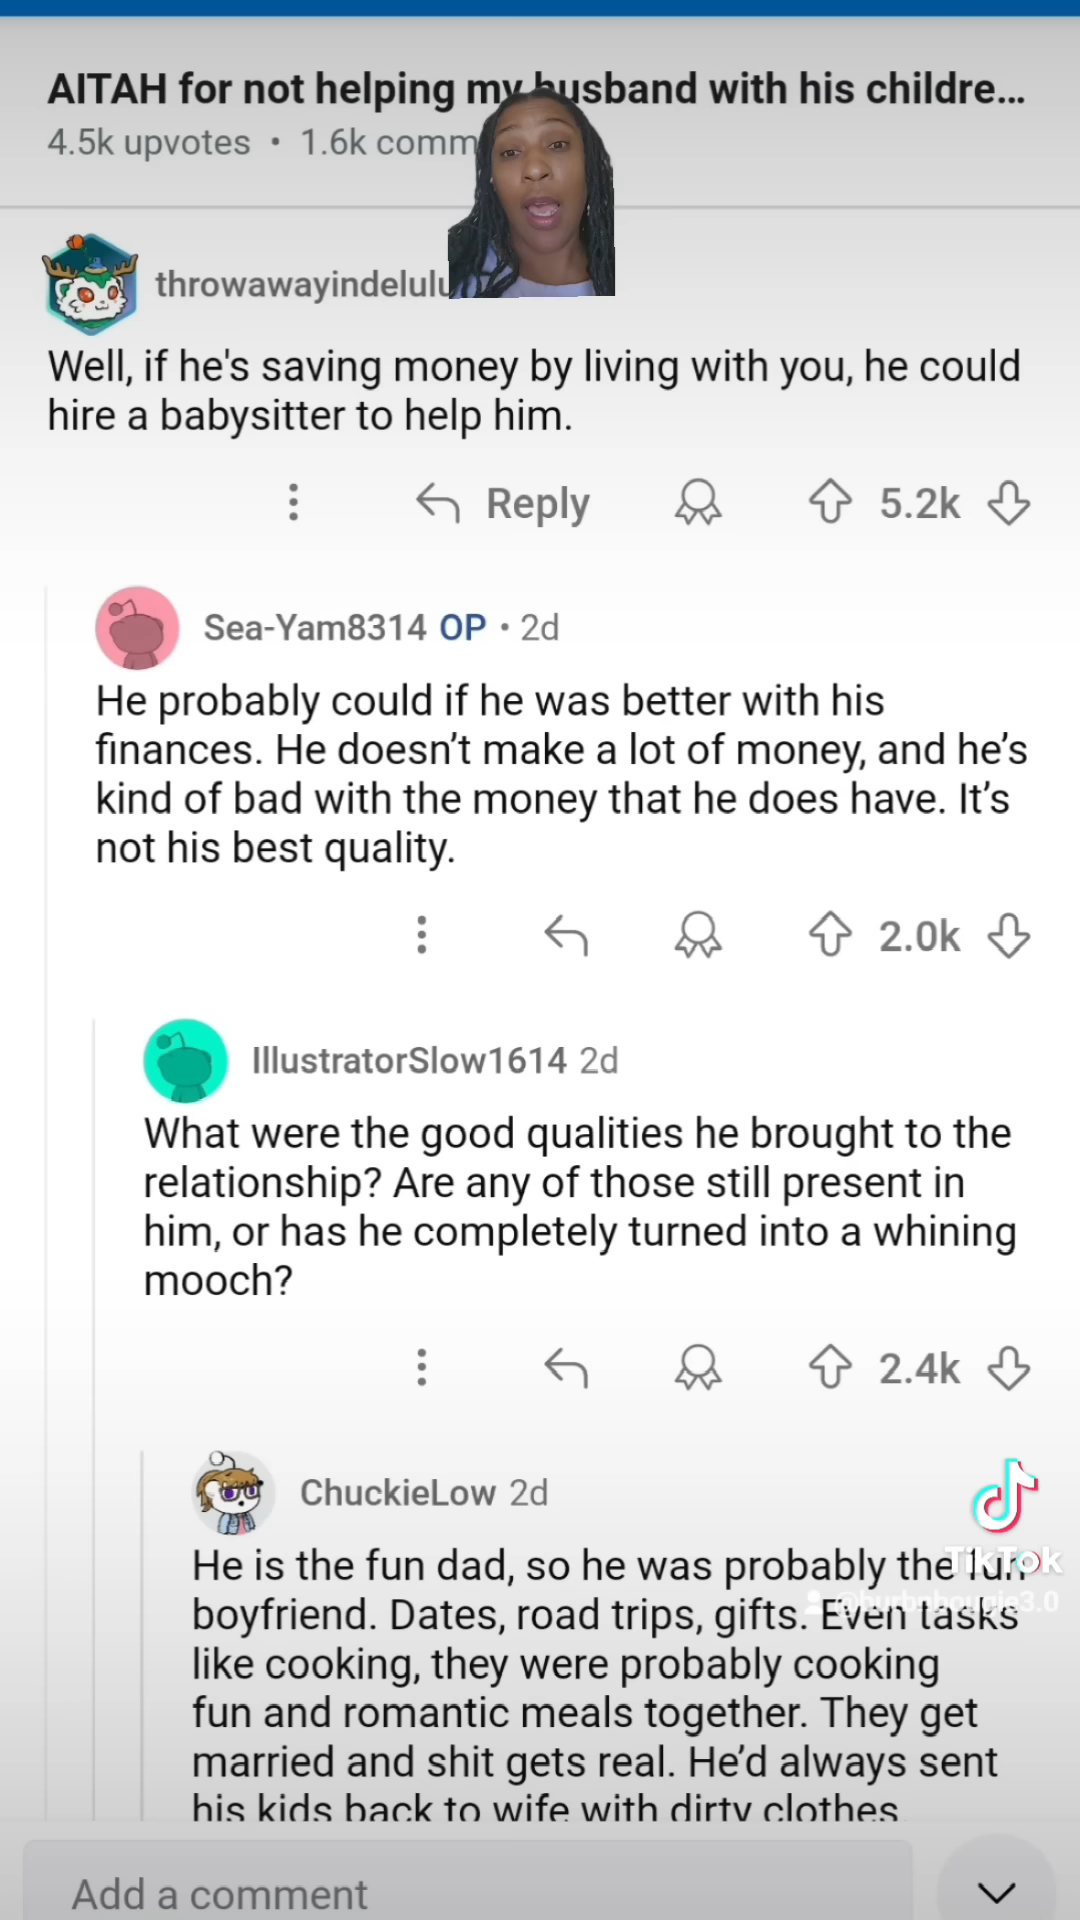 AITAH for not helping my husband with his childre...
4.5k upvotes • 1.6k comm
throwawayindelulu
Well, if he's saving money by living with you, he could
hire a babysitter to help him.
Reply
5.2k
Sea-Yam8314 OP • 2d
He probably could if he was better with his
finances. He doesn't make a lot of money, and he's
kind of bad with the money that he does have. It's
not his best quality.
2.0k
IllustratorSlow1614 2d
What were the good qualities he brought to the
relationship? Are any of those still present in
him, or has he completely turned into a whining
mooch?
2.4k
ChuckieLow 2d
TikTok
He is the fun dad, so he was probably the fun
boyfriend. Dates, road trips, gifts. Even tasks
like cooking, they were probably cooking
fun and romantic meals together. They get
married and shit gets real. He'd always sent
his kids back to wife with dirty clothes
Add a comment